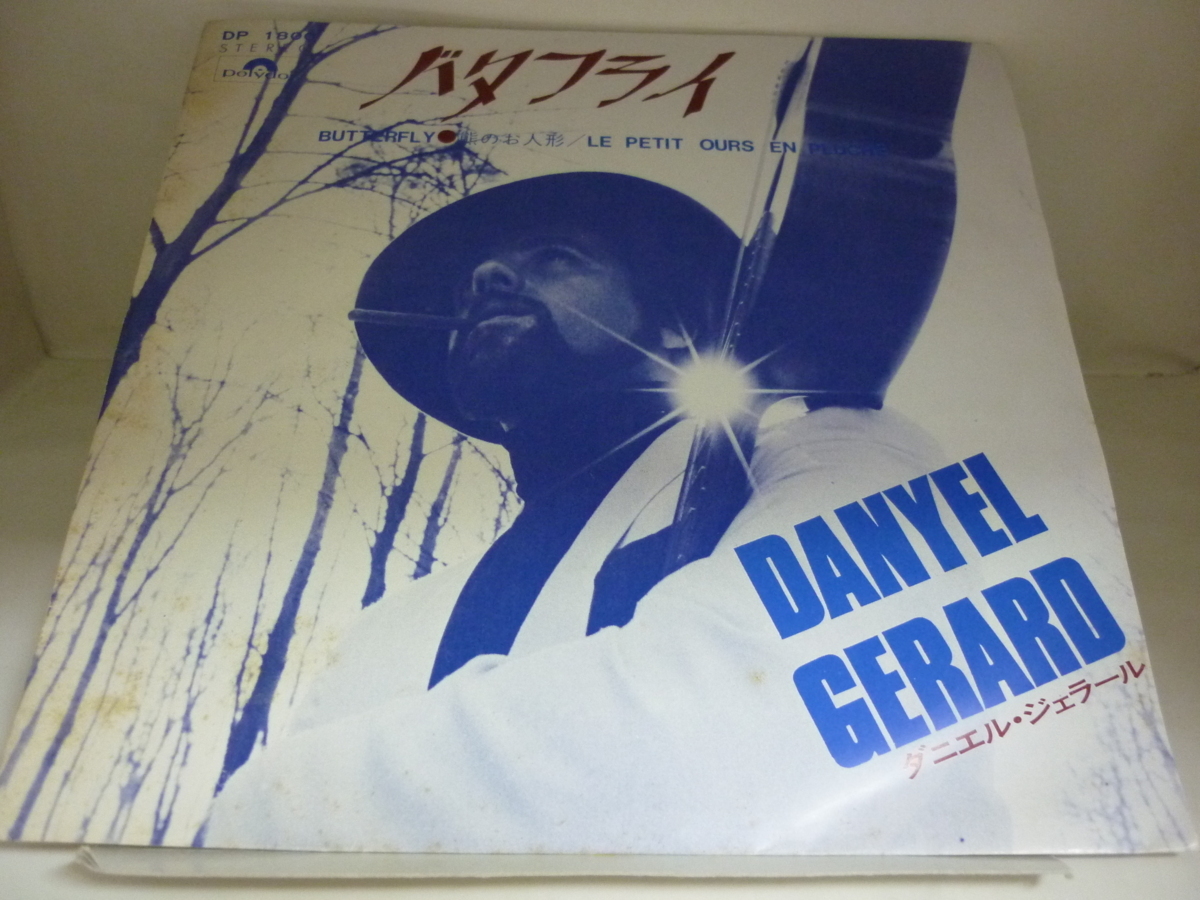 DP 180
STEREO
Polydor
バタフライ
BUTTERFLY●熊のお人形/LE PETIT OURS EN PELUCHE
DANYEL
GERARD
ダニエル・ジェラール